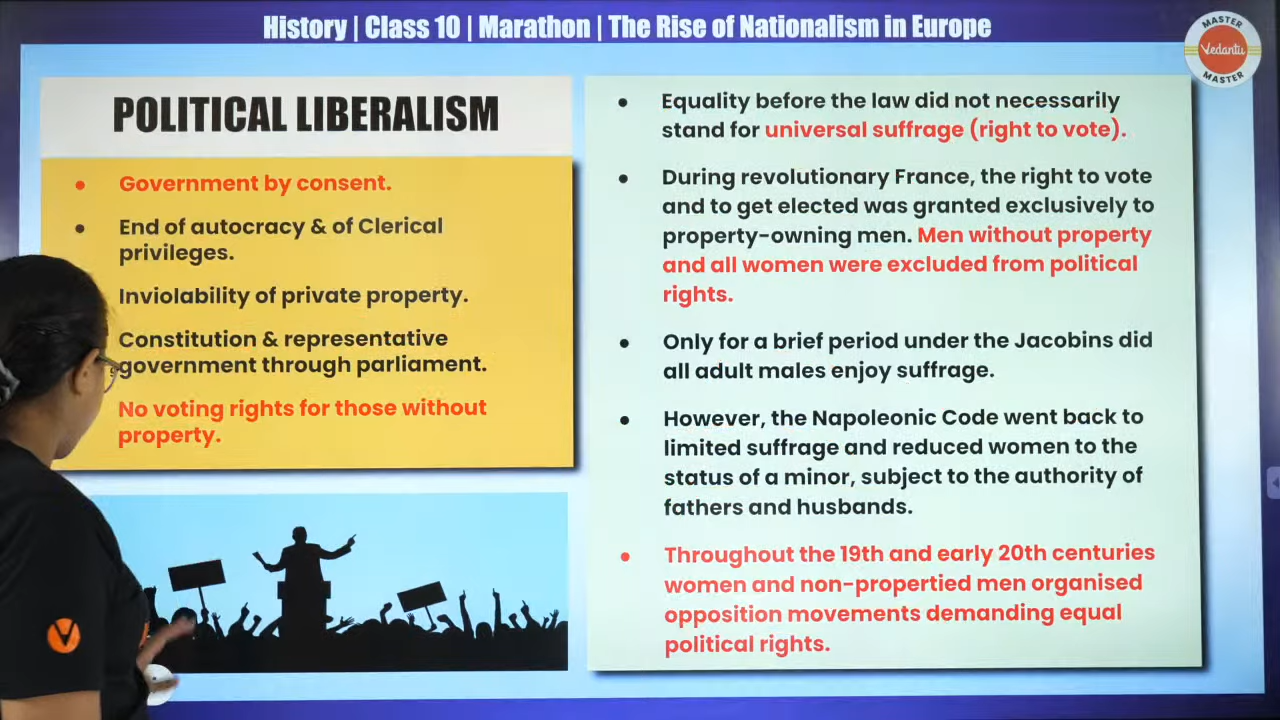 History | Class 10 | Marathon | The Rise of Nationalism in Europe
MASTER
Vedantu
MASTER
POLITICAL LIBERALISM
• Government by consent.
• End of autocracy & of Clerical
privileges.
Inviolability of private property.
Constitution & representative
government through parliament.
No voting rights for those without
property.
• Equality before the law did not necessarily
stand for universal suffrage (right to vote).
• During revolutionary France, the right to vote
and to get elected was granted exclusively to
property-owning men. Men without property
and all women were excluded from political
rights.
• Only for a brief period under the Jacobins did
all adult males enjoy suffrage.
• However, the Napoleonic Code went back to
limited suffrage and reduced women to the
status of a minor, subject to the authority of
fathers and husbands.
• Throughout the 19th and early 20th centuries
women and non-propertied men organised
opposition movements demanding equal
political rights.